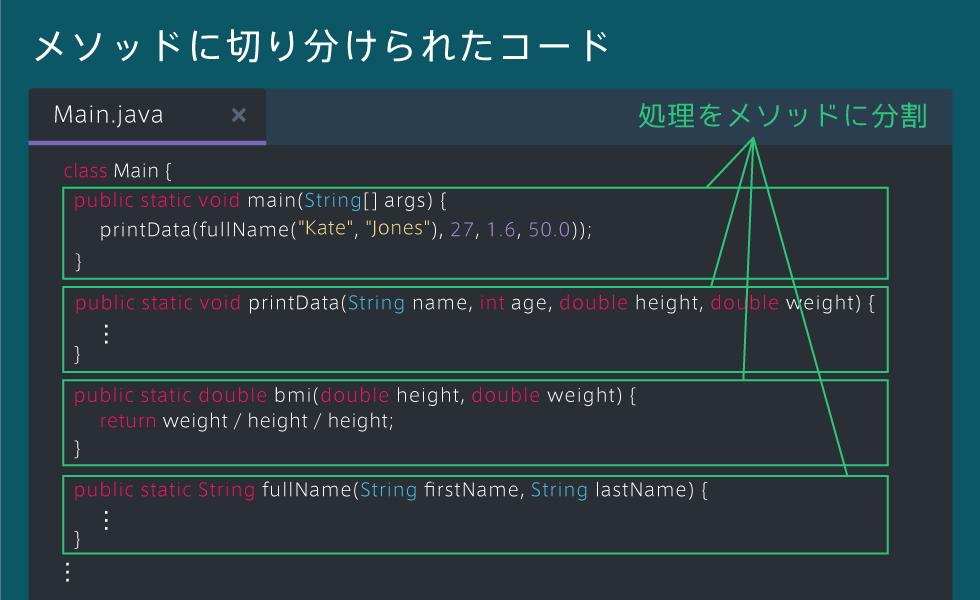 メソッドに切り分けられたコード
Main.java ×
処理をメソッドに分割
class Main {
public static void main(String[] args) {
printData(fullName("Kate", "Jones"), 27, 1.6, 50.0));
}
public static void printData(String name, int age, double height, double weight) {
⋮
}
public static double bmi(double height, double weight) {
return weight / height / height;
}
public static String fullName(String firstName, String lastName) {
⋮
}
⋮